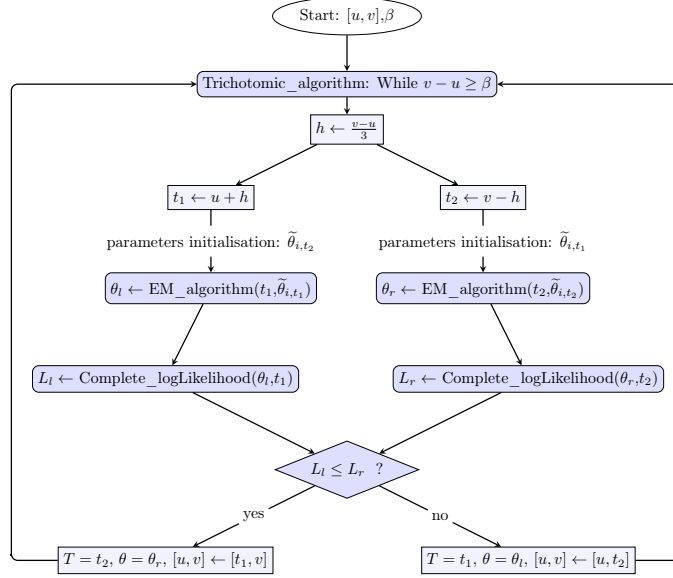 Start: [u, v],β
Trichotomic_algorithm: While v − u ≥ β
h ← (v−u)/3
t₁ ← u + h
t₂ ← v − h
parameters initialisation: θ̃ᵢ,ₜ₂
parameters initialisation: θ̃ᵢ,ₜ₁
θₗ ← EM_algorithm(t₁,θ̃ᵢ,ₜ₁)
θᵣ ← EM_algorithm(t₂,θ̃ᵢ,ₜ₂)
Lₗ ← Complete_logLikelihood(θₗ,t₁)
Lᵣ ← Complete_logLikelihood(θᵣ,t₂)
Lₗ ≤ Lᵣ ?
yes
no
T = t₂, θ = θᵣ, [u, v] ← [t₁, v]
T = t₁, θ = θₗ, [u, v] ← [u, t₂]